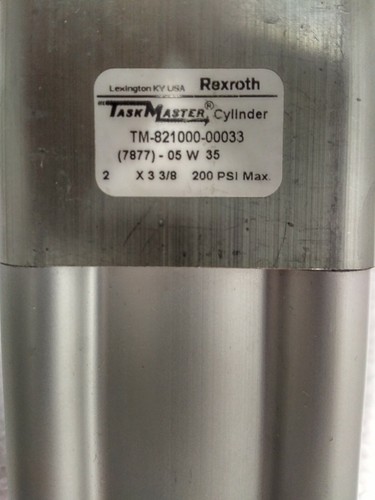 Lexington KY USA Rexroth
TASKMASTER® Cylinder
TM-821000-00033
(7877) - 05 W 35
2 X 3 3/8 200 PSI Max.